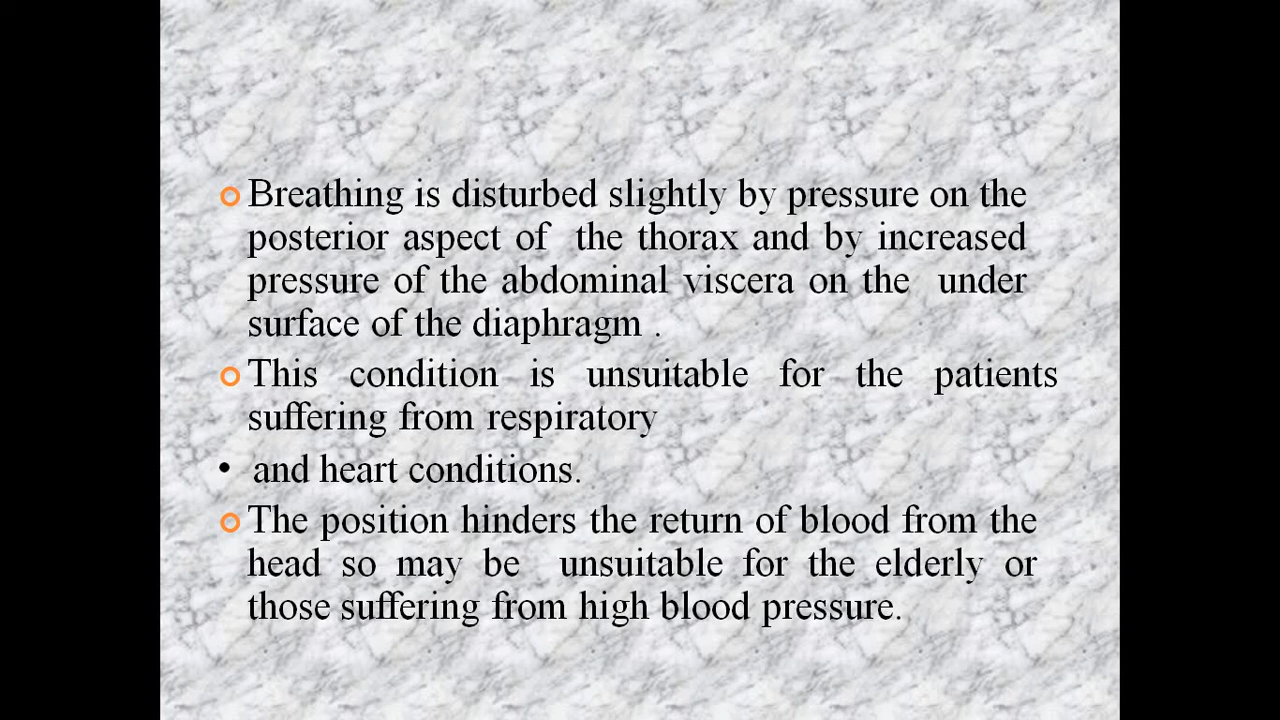 Breathing is disturbed slightly by pressure on the
posterior aspect of the thorax and by increased
pressure of the abdominal viscera on the under
surface of the diaphragm .
This condition is unsuitable for the patients
suffering from respiratory
• and heart conditions.
The position hinders the return of blood from the
head so may be unsuitable for the elderly or
those suffering from high blood pressure.